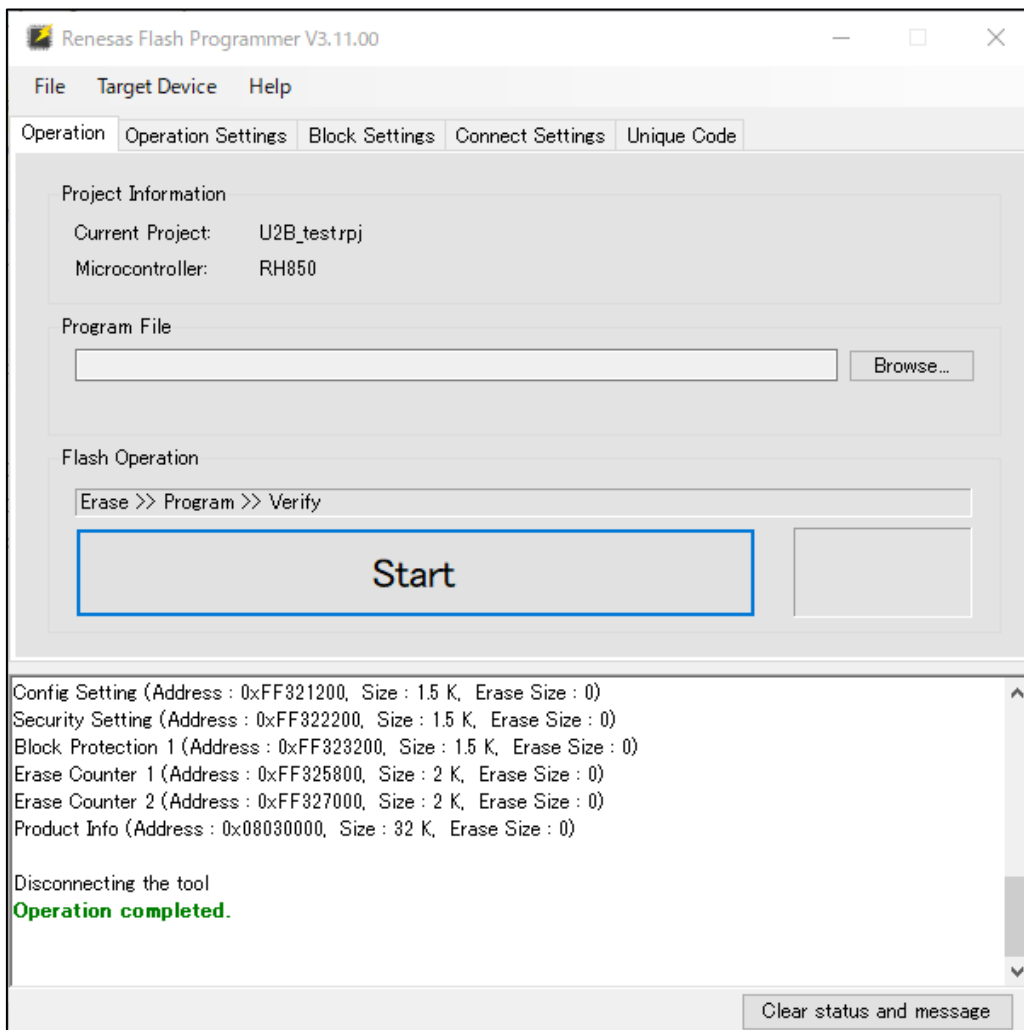 Renesas Flash Programmer V3.11.00
File Target Device Help
Operation Operation Settings Block Settings Connect Settings Unique Code
Project Information
Current Project: U2B_test.rpj
Microcontroller: RH850
Program File
Browse...
Flash Operation
Erase >> Program >> Verify
Start
Config Setting (Address : 0xFF321200, Size : 1.5 K, Erase Size : 0)
Security Setting (Address : 0xFF322200, Size : 1.5 K, Erase Size : 0)
Block Protection 1 (Address : 0xFF323200, Size : 1.5 K, Erase Size : 0)
Erase Counter 1 (Address : 0xFF325800, Size : 2 K, Erase Size : 0)
Erase Counter 2 (Address : 0xFF327000, Size : 2 K, Erase Size : 0)
Product Info (Address : 0x08030000, Size : 32 K, Erase Size : 0)
Disconnecting the tool
Operation completed.
Clear status and message